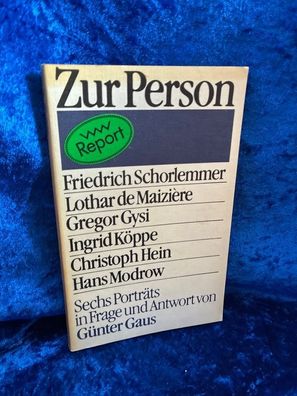 Zur Person
VVV
Report
Friedrich Schorlemmer
Lothar de Maizière
Gregor Gysi
Ingrid Köppe
Christoph Hein
Hans Modrow
Sechs Porträts
in Frage und Antwort von
Günter Gaus